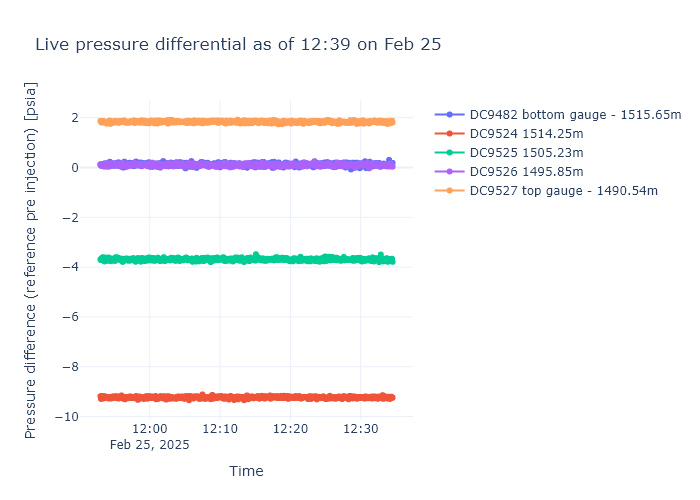 Live pressure differential as of 12:39 on Feb 25
Pressure difference (reference pre injection) [psia]
2
0
−2
−4
−6
−8
−10
12:00
12:10
12:20
12:30
Feb 25, 2025
Time
DC9482 bottom gauge - 1515.65m
DC9524 1514.25m
DC9525 1505.23m
DC9526 1495.85m
DC9527 top gauge - 1490.54m